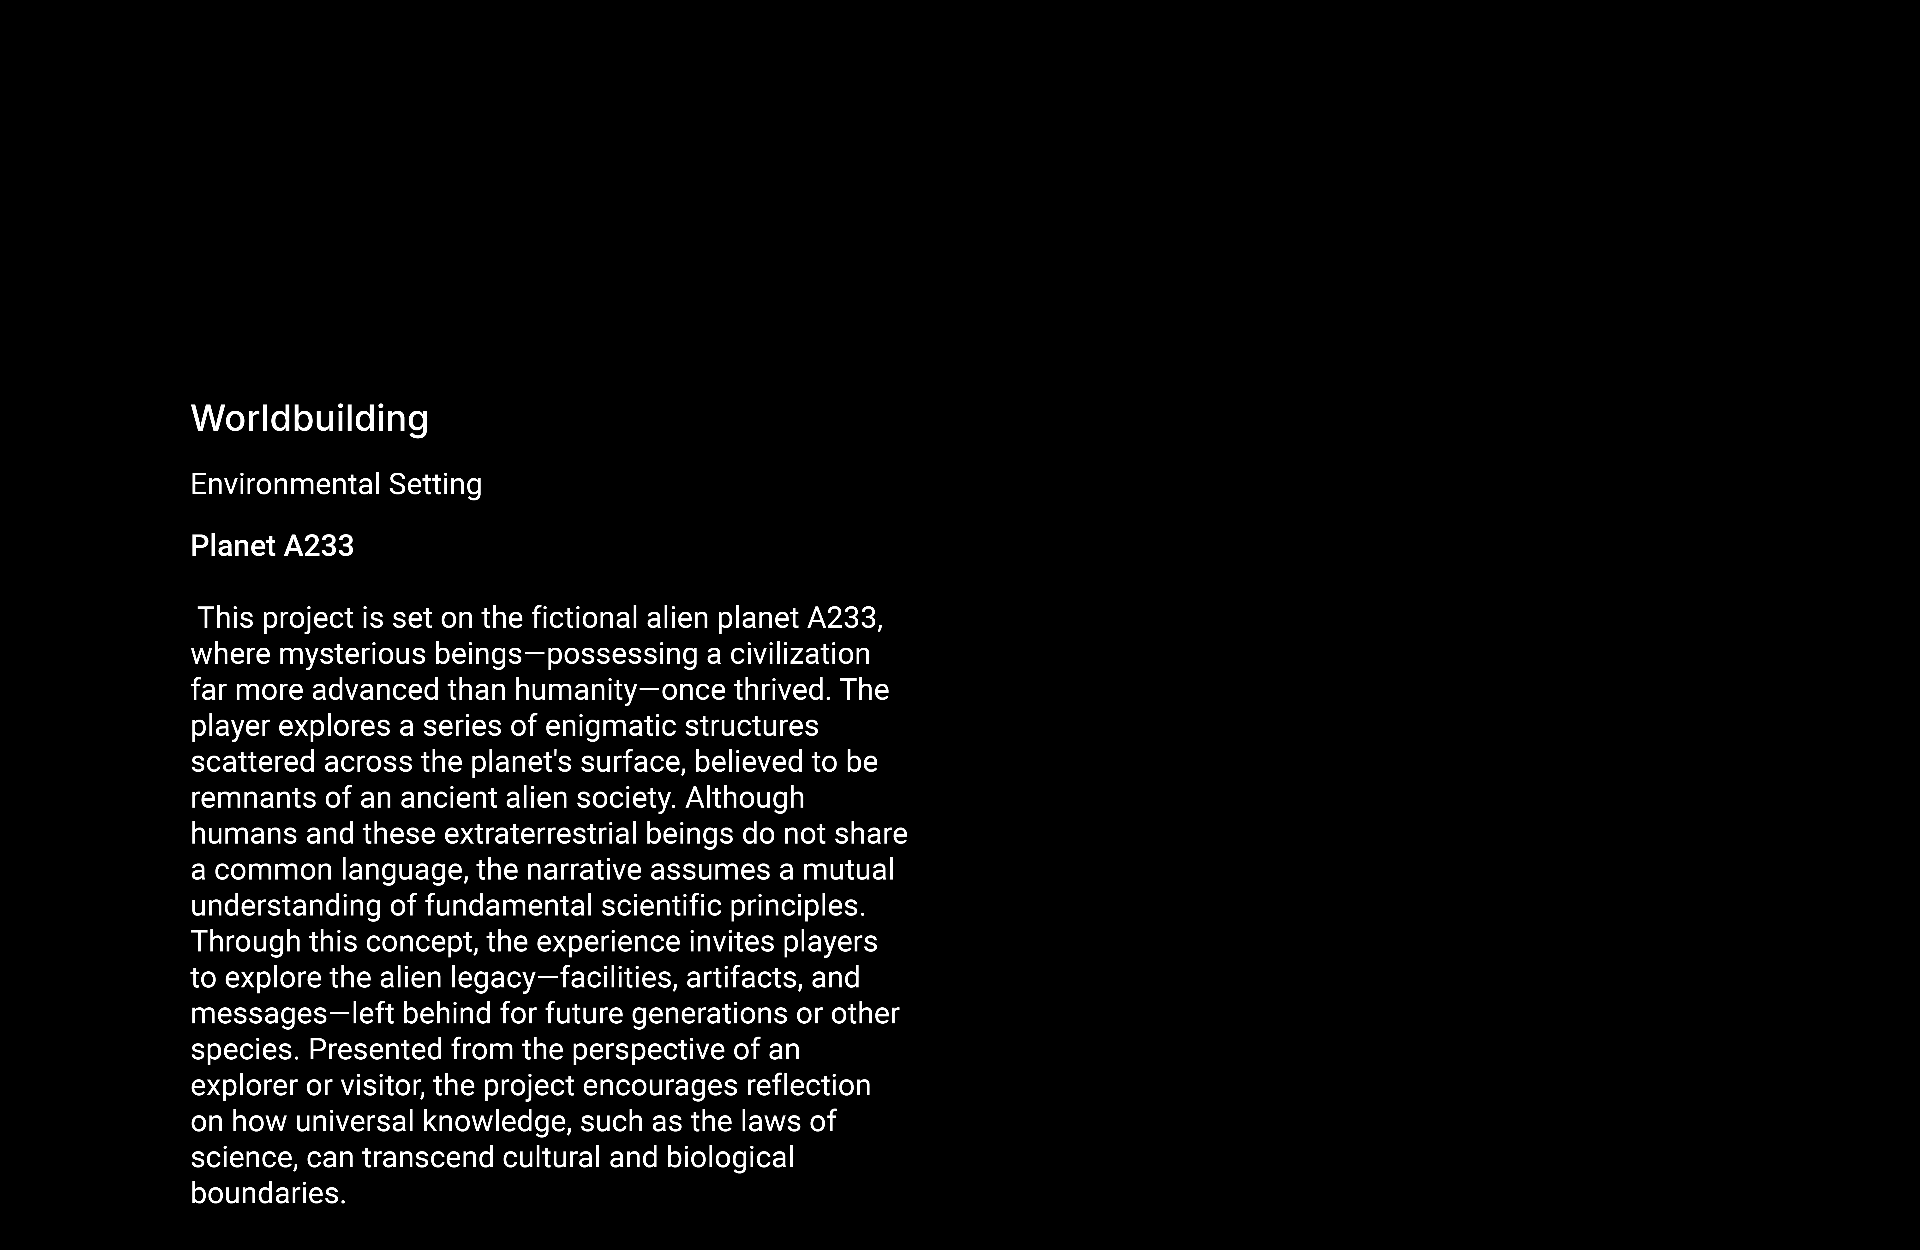 Worldbuilding
Environmental Setting
Planet A233
This project is set on the fictional alien planet A233,
where mysterious beings—possessing a civilization
far more advanced than humanity—once thrived. The
player explores a series of enigmatic structures
scattered across the planet's surface, believed to be
remnants of an ancient alien society. Although
humans and these extraterrestrial beings do not share
a common language, the narrative assumes a mutual
understanding of fundamental scientific principles.
Through this concept, the experience invites players
to explore the alien legacy—facilities, artifacts, and
messages—left behind for future generations or other
species. Presented from the perspective of an
explorer or visitor, the project encourages reflection
on how universal knowledge, such as the laws of
science, can transcend cultural and biological
boundaries.